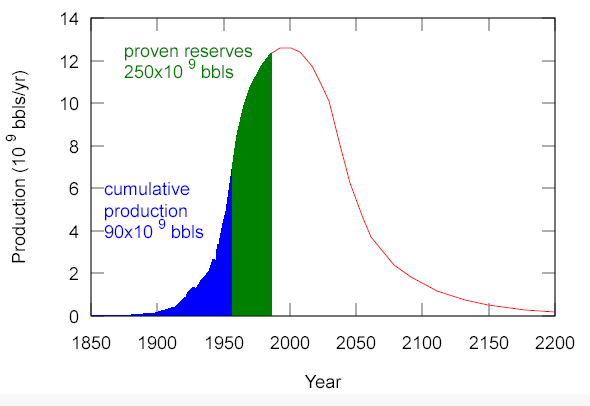 14
12
10
8
6
4
2
0
Production (10 9 bbls/yr)
proven reserves
250x10 9 bbls
cumulative
production
90x10 9 bbls
1850 1900 1950 2000 2050 2100 2150 2200
Year